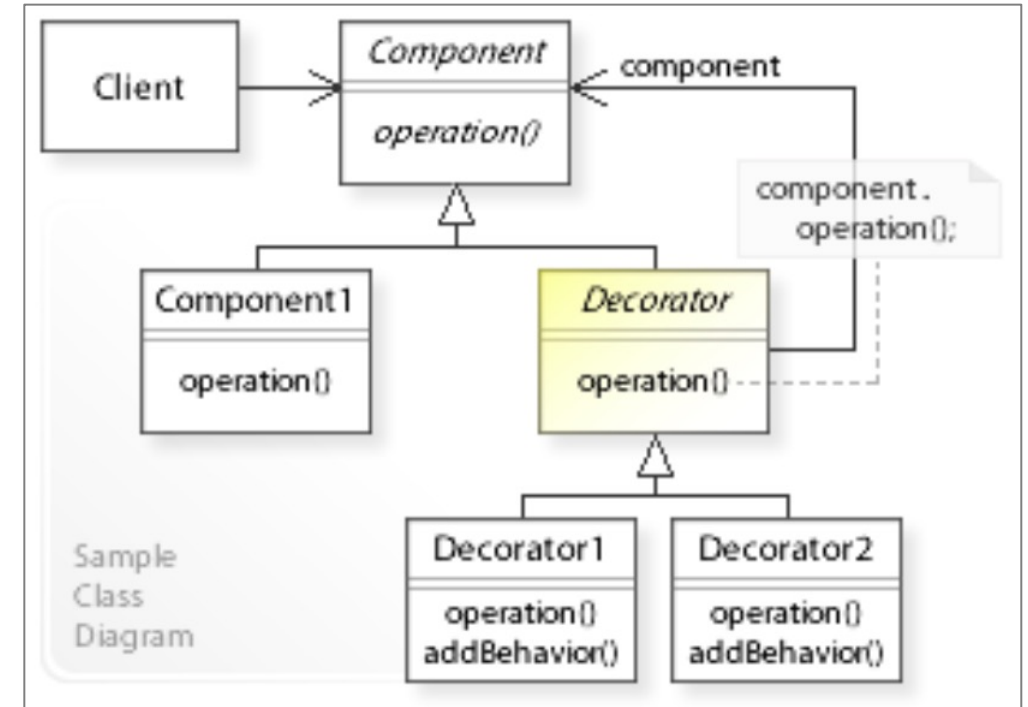 Client
Component
operation()
component
component.
operation();
Component1
operation()
Decorator
operation()
Decorator1
operation()
addBehavior()
Decorator2
operation()
addBehavior()
Sample
Class
Diagram